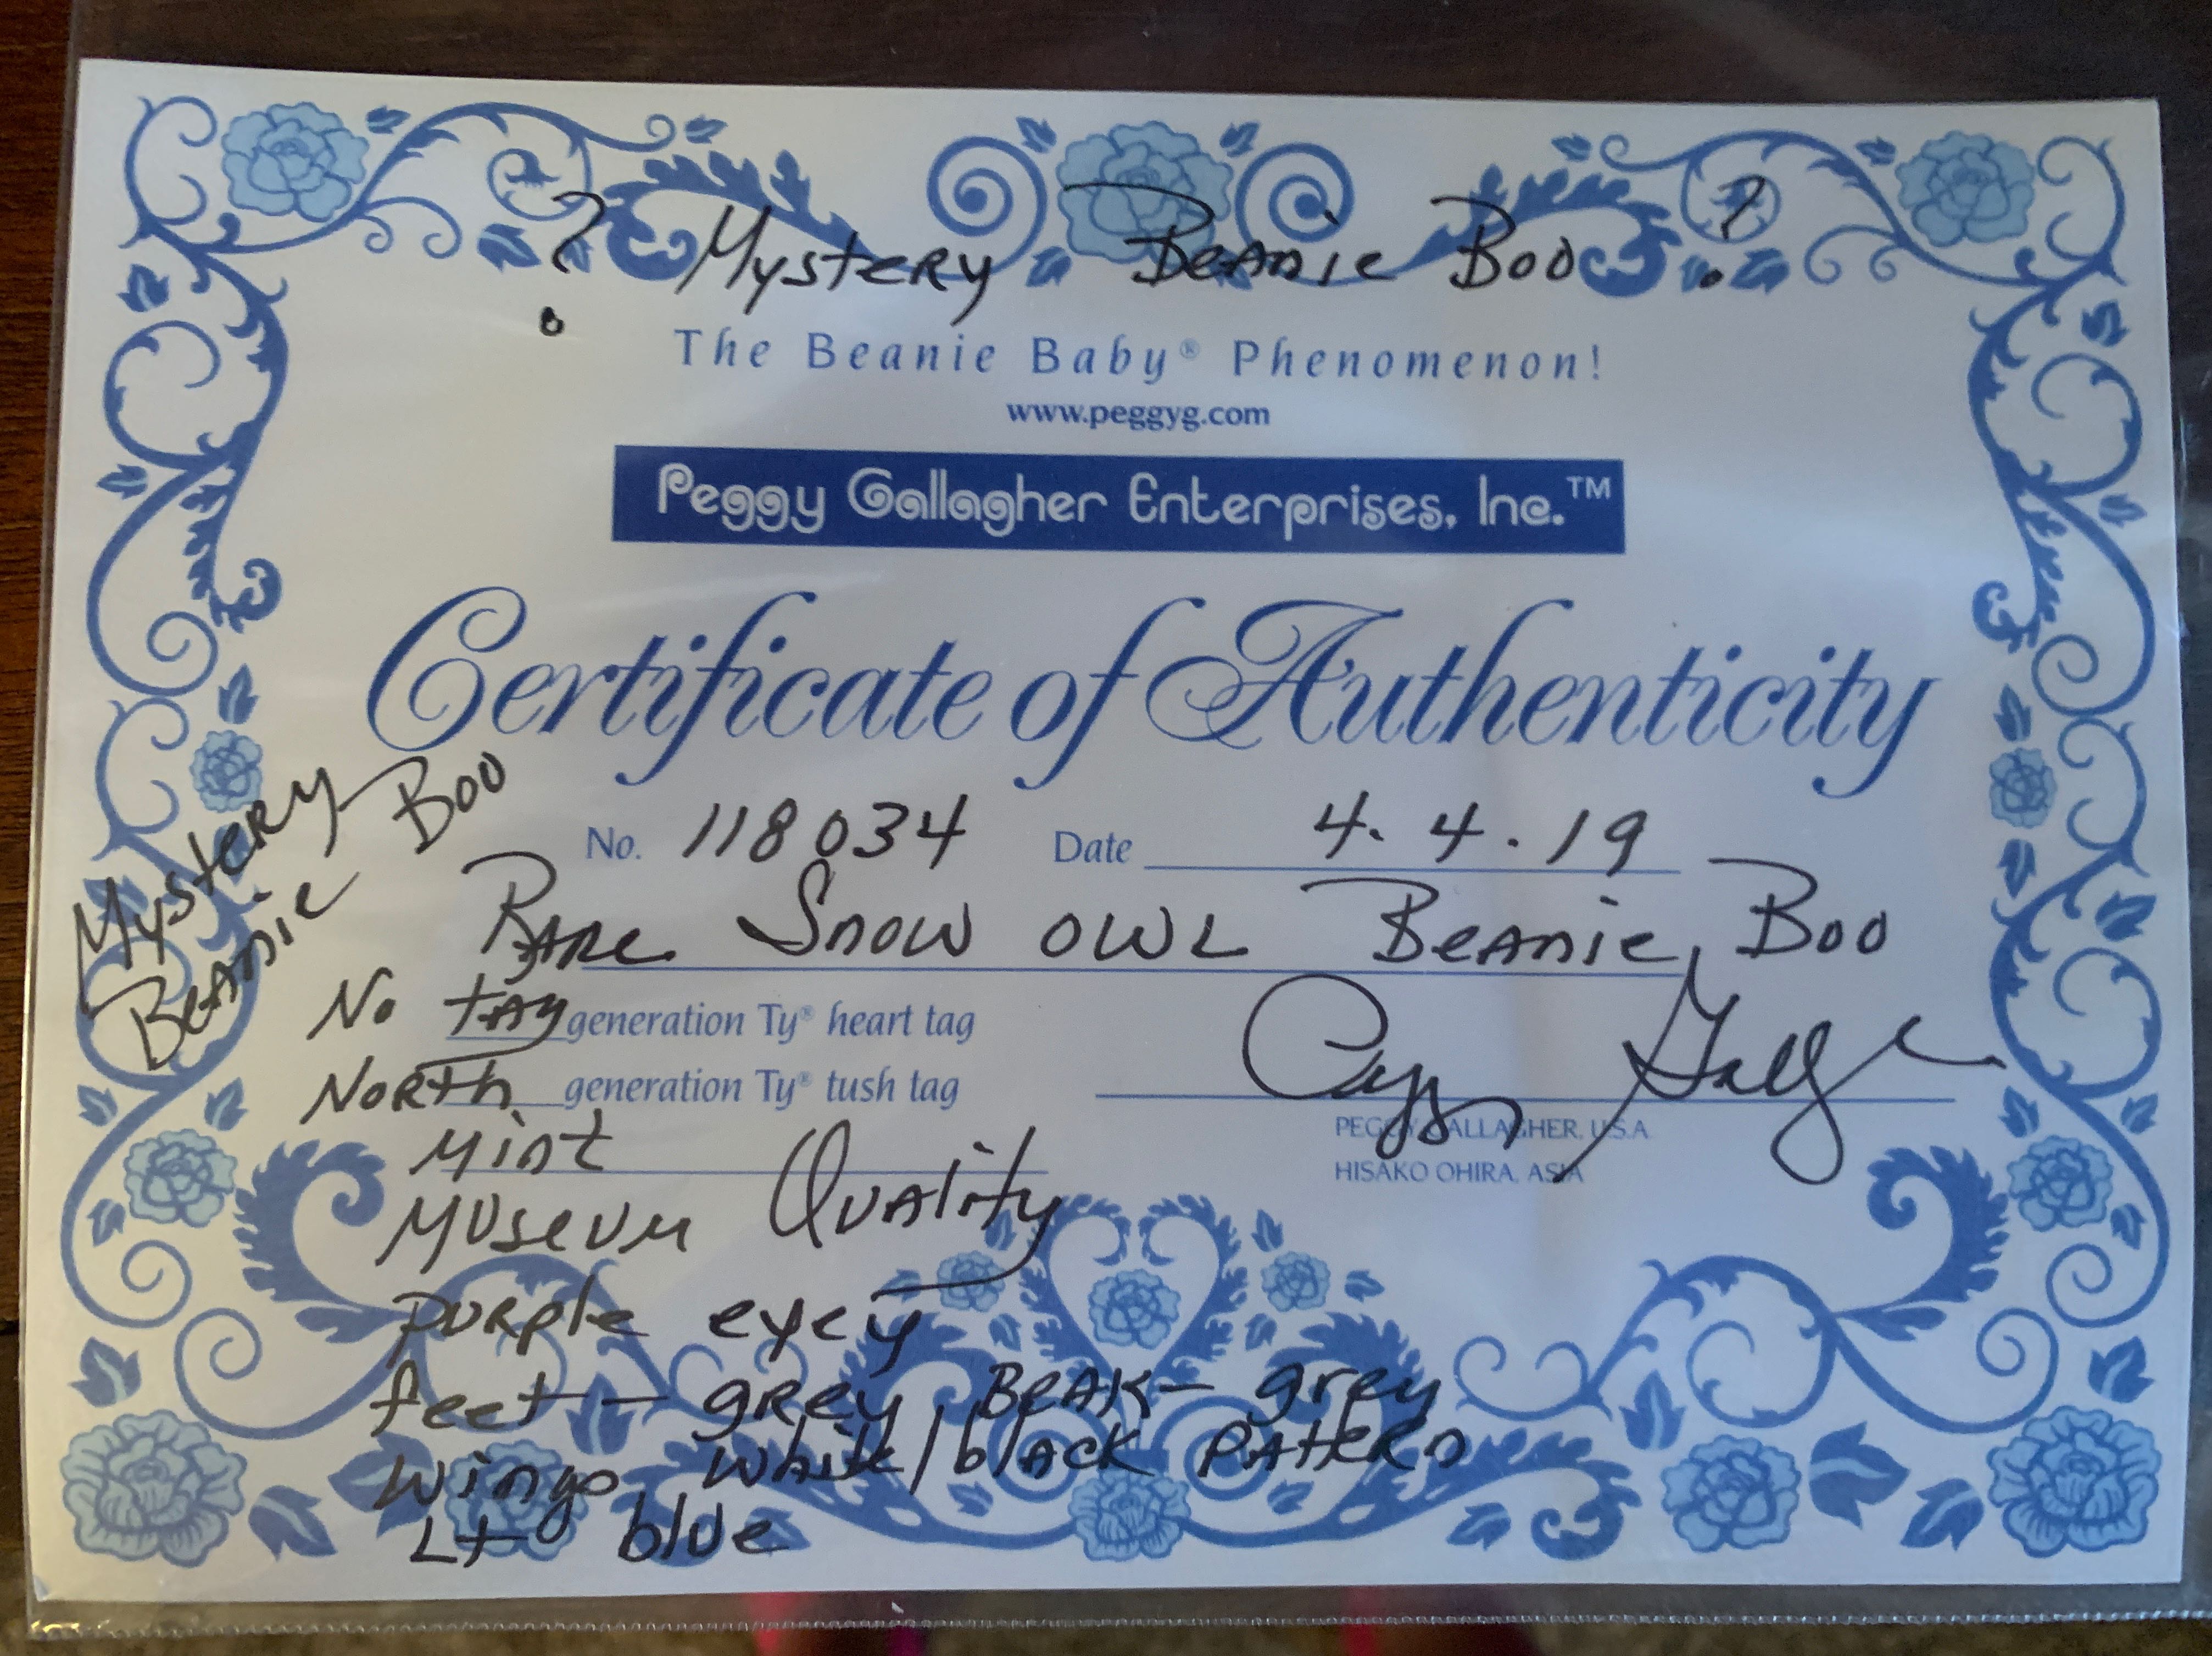 ? Mystery Beanie Boo ?
The Beanie Baby® Phenomenon!
www.peggyg.com
Peggy Gallagher Enterprises, Inc.™
Certificate of Authenticity
Mystery
Beanie Boo
No. 118034 Date 4.4.19
Rare Snow owl Beanie Boo
No tag generation Ty® heart tag
North generation Ty® tush tag
Mint
Museum Quality
PEGGY GALLAGHER, U.S.A
HISAKO OHIRA, ASIA
purple eyey
feet - grey Beak - grey
wings white/black pattern
Lt blue